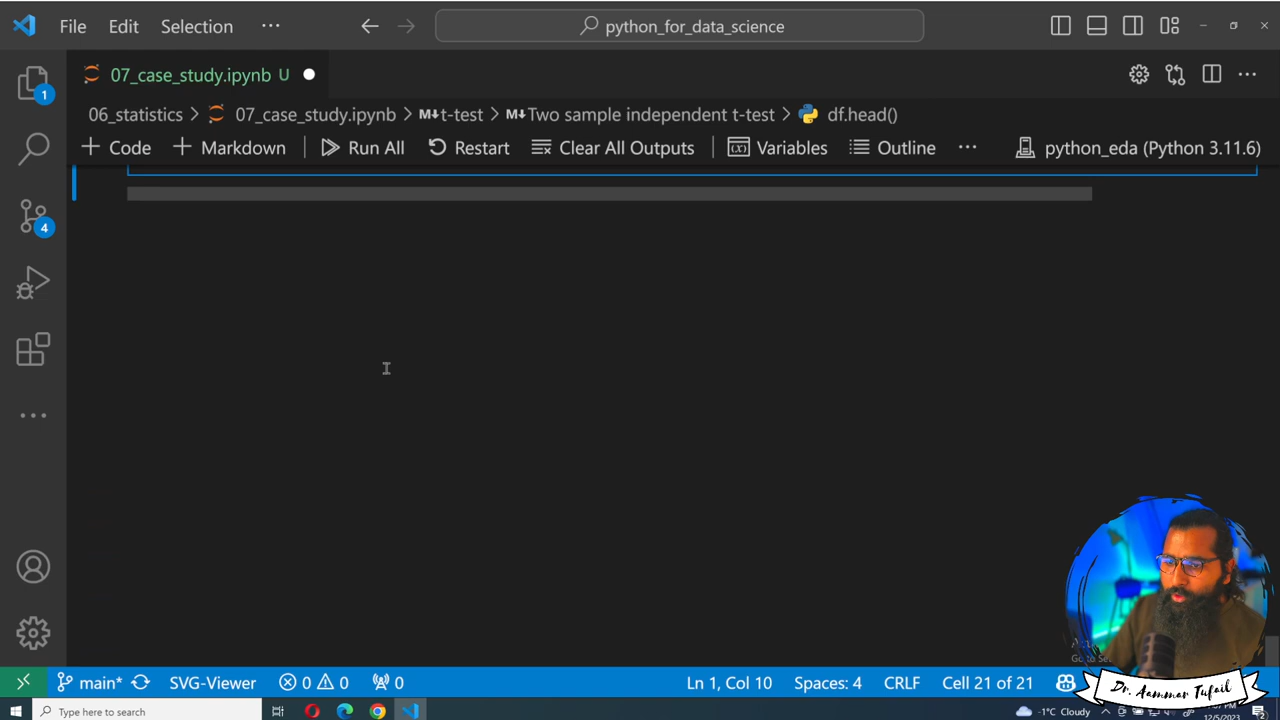 File Edit Selection ··· python_for_data_science
07_case_study.ipynb U
06_statistics > 07_case_study.ipynb > M↓t-test > M↓Two sample independent t-test > df.head()
+ Code + Markdown Run All Restart Clear All Outputs Variables Outline ··· python_eda (Python 3.11.6)
1
4
main* SVG-Viewer 0 0 0 Ln 1, Col 10 Spaces: 4 CRLF Cell 21 of 21
Dr. Aammar Tufail
Type here to search -1°C Cloudy